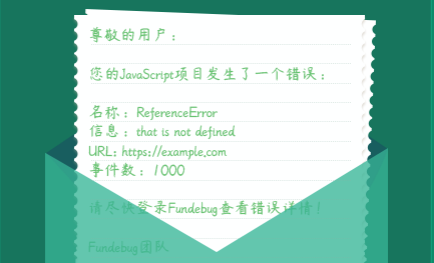 尊敬的用户：
您的JavaScript项目发生了一个错误：
名称：ReferenceError
信息：that is not defined
URL: https://example.com
事件数：1000
请尽快登录Fundebug查看错误详情！
Fundebug团队